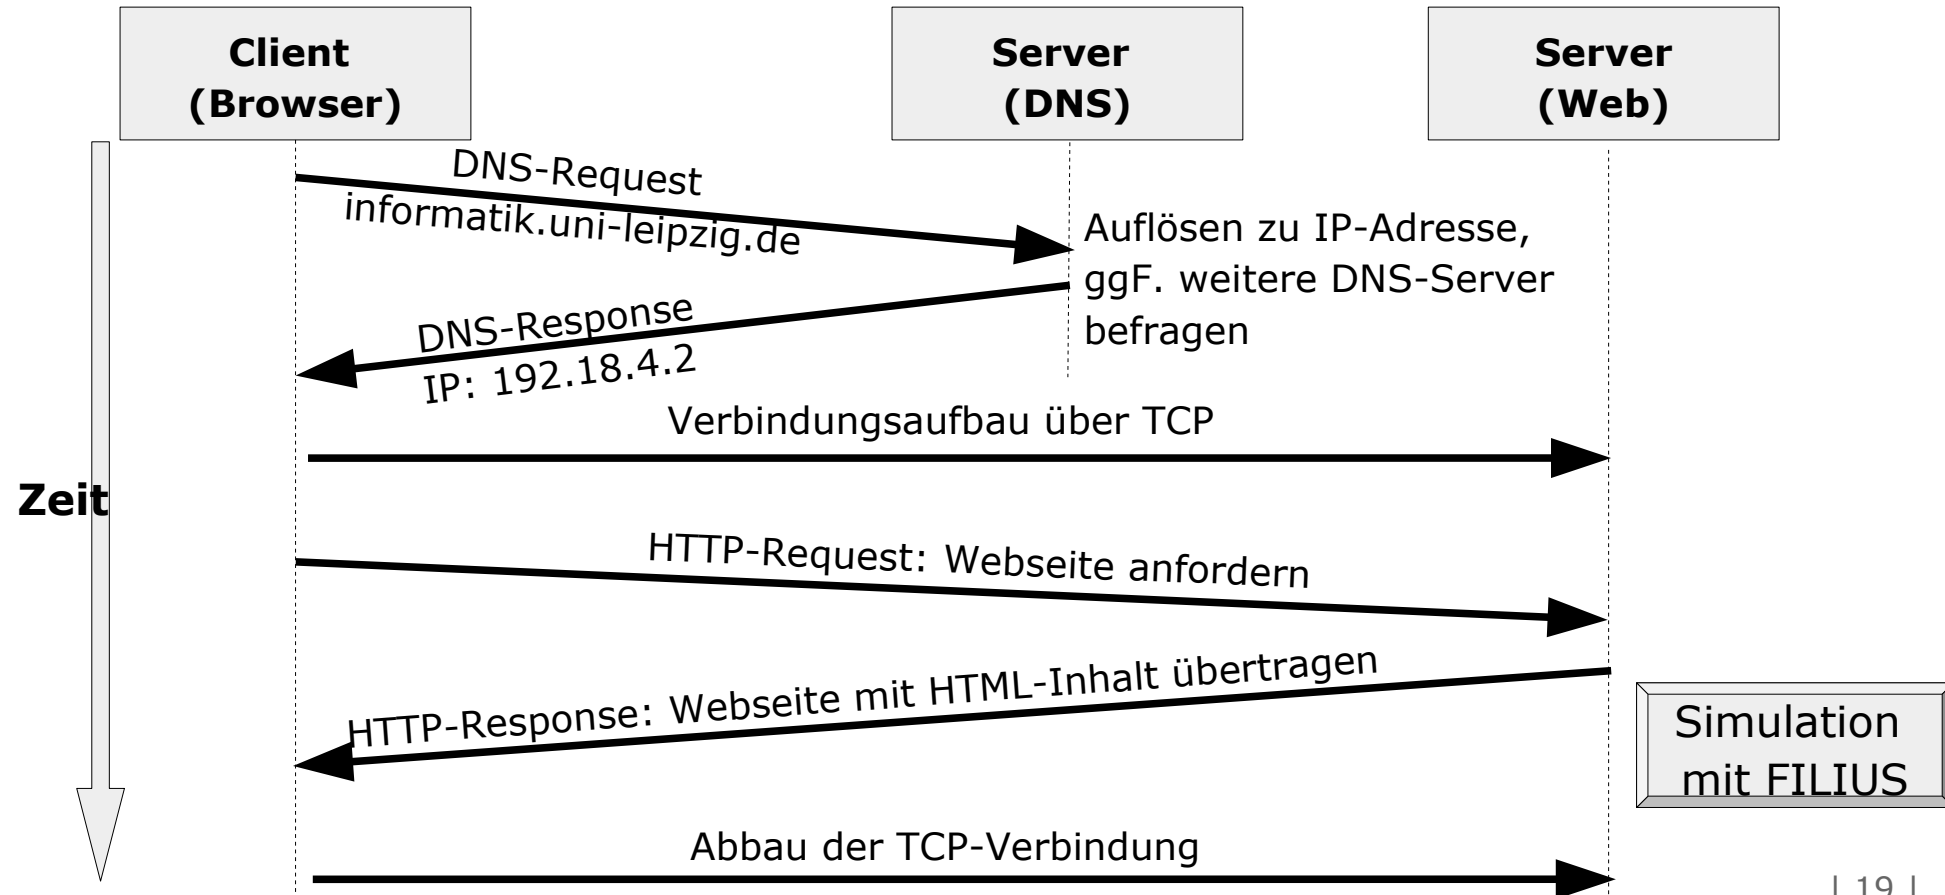 Client
(Browser)
Server
(DNS)
Server
(Web)
DNS-Request
informatik.uni-leipzig.de
Auflösen zu IP-Adresse,
ggF. weitere DNS-Server
befragen
DNS-Response
IP: 192.18.4.2
Verbindungsaufbau über TCP
Zeit
HTTP-Request: Webseite anfordern
HTTP-Response: Webseite mit HTML-Inhalt übertragen
Simulation
mit FILIUS
Abbau der TCP-Verbindung
| 19 |